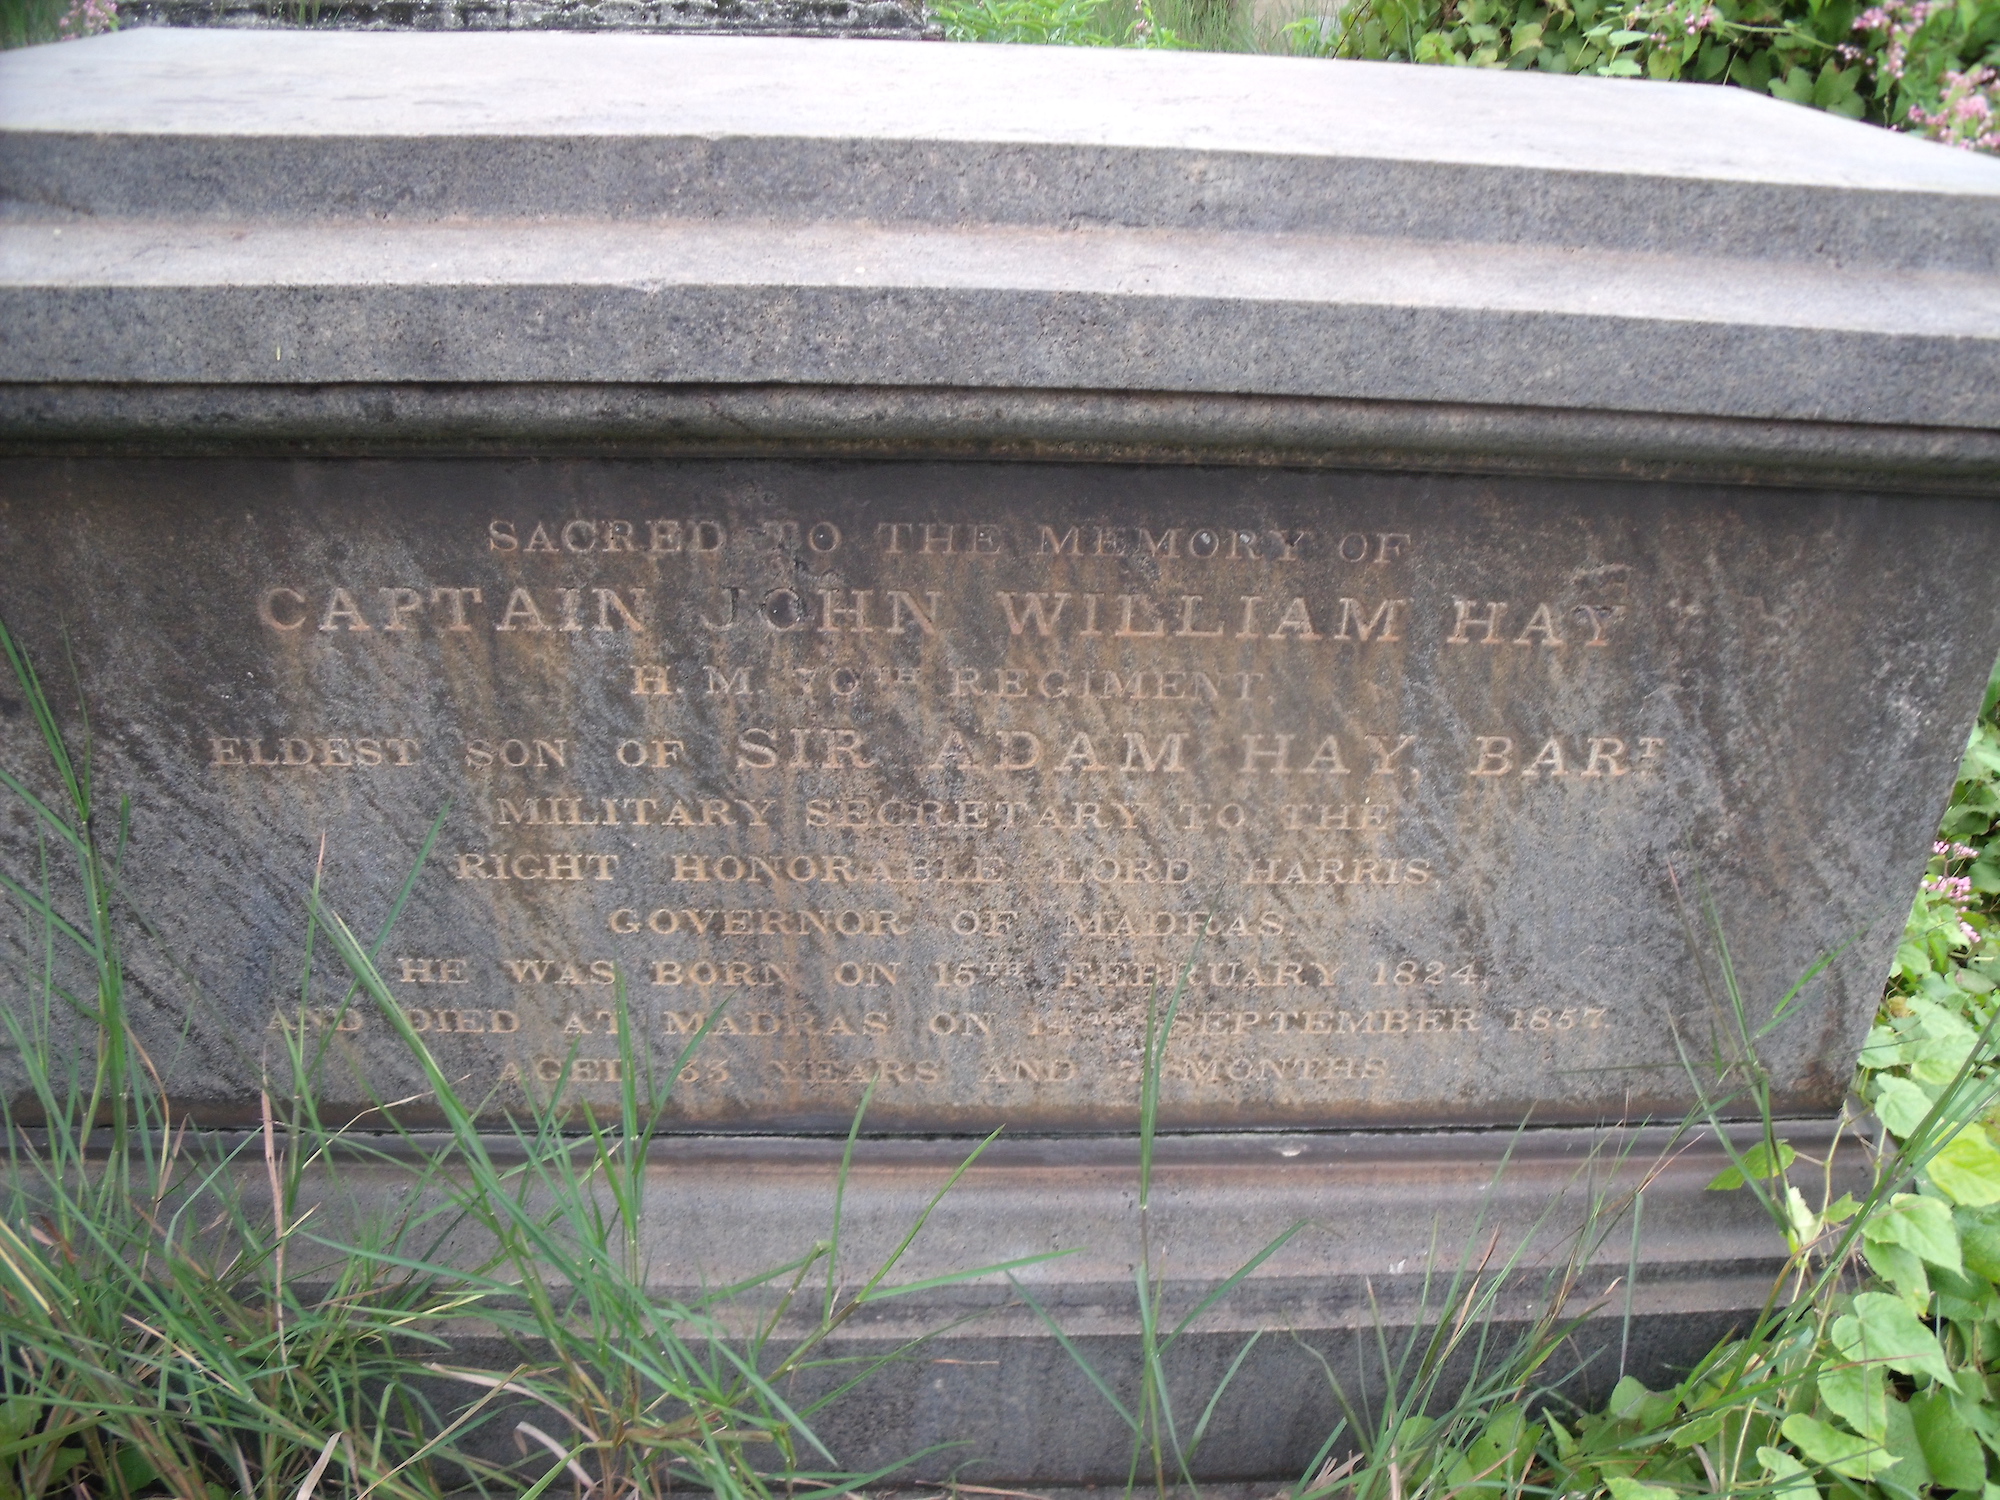 SACRED TO THE MEMORY OF
CAPTAIN JOHN WILLIAM HAY
H. M. 70TH REGIMENT,
ELDEST SON OF SIR ADAM HAY, BART
MILITARY SECRETARY TO THE
RIGHT HONORABLE LORD HARRIS,
GOVERNOR OF MADRAS.
HE WAS BORN ON 15TH FEBRUARY 1824,
AND DIED AT MADRAS ON 14TH SEPTEMBER 1857.
AGED 33 YEARS AND 7 MONTHS